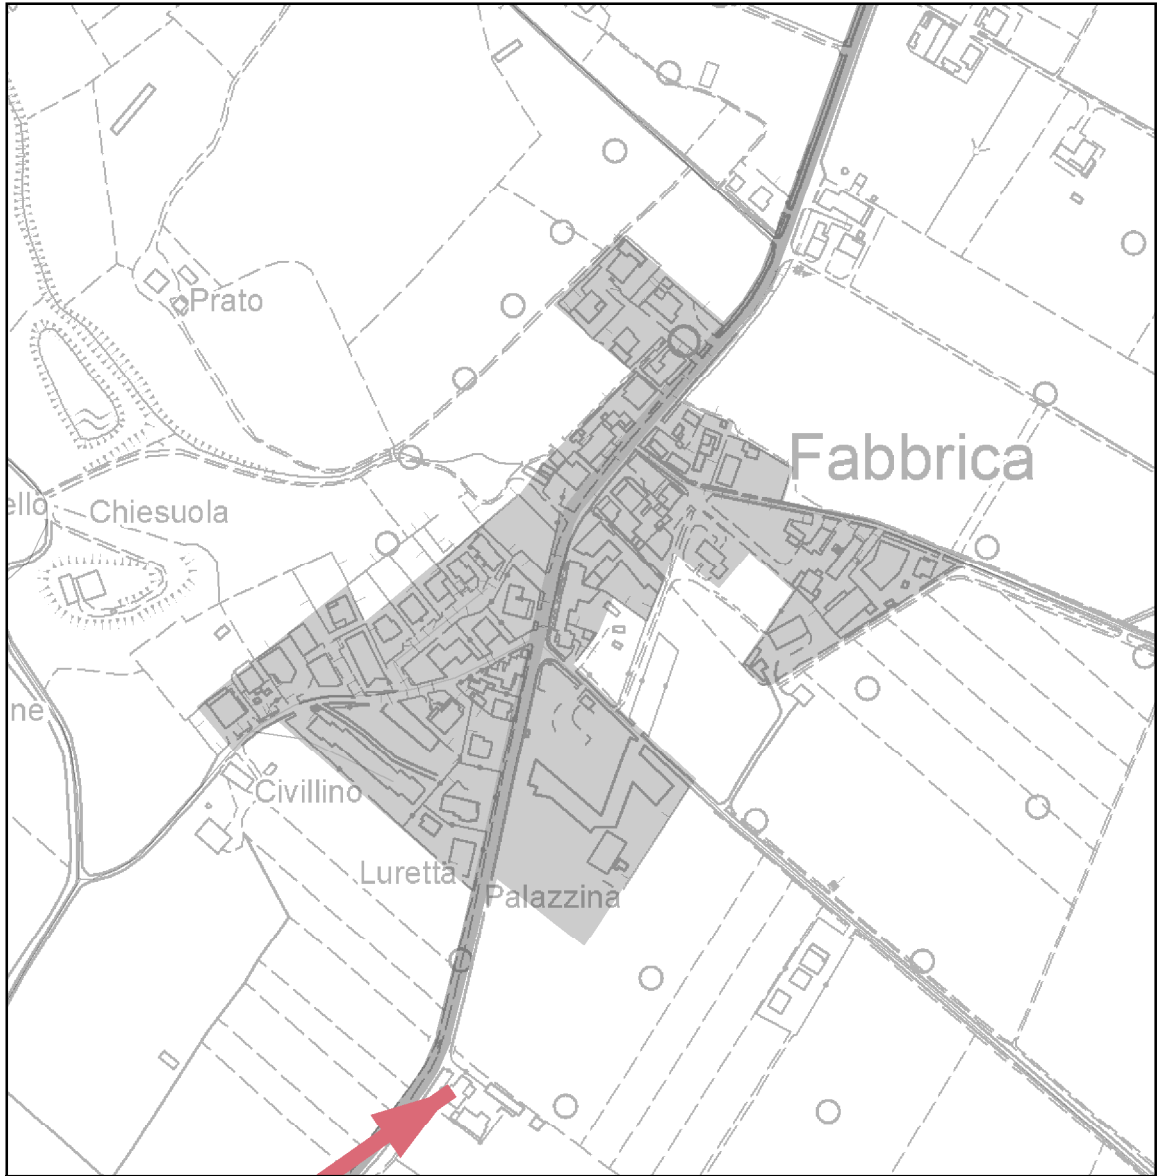 Prato
Fabbrica
ello
Chiesuola
ne
Civillino
Luretta
Palazzina